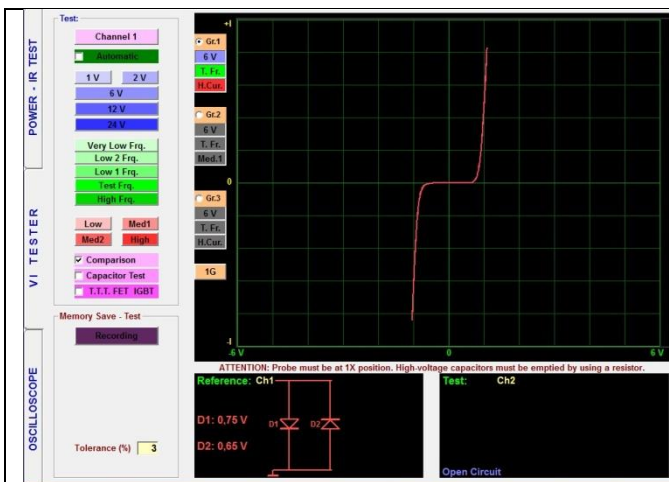 POWER - IR TEST
VI TESTER
OSCILLOSCOPE
Test:
Channel 1
Automatic
1 V
2 V
6 V
12 V
24 V
Very Low Frq.
Low 2 Frq.
Low 1 Frq.
Test Frq.
High Frq.
Low
Med1
Med2
High
Comparison
Capacitor Test
T.T.T. FET IGBT
Memory Save - Test
Recording
Tolerance (%) 3
Gr.1
6 V
T. Fr.
H.Cur.
Gr.2
6 V
T. Fr.
Med.1
Gr.3
6 V
T. Fr.
H.Cur.
1G
+I
0
-I
-6 V
0
6 V
ATTENTION: Probe must be at 1X position. High-voltage capacitors must be emptied by using a resistor.
Reference: Ch1
D1: 0,75 V
D2: 0,65 V
D1
D2
Test: Ch2
Open Circuit